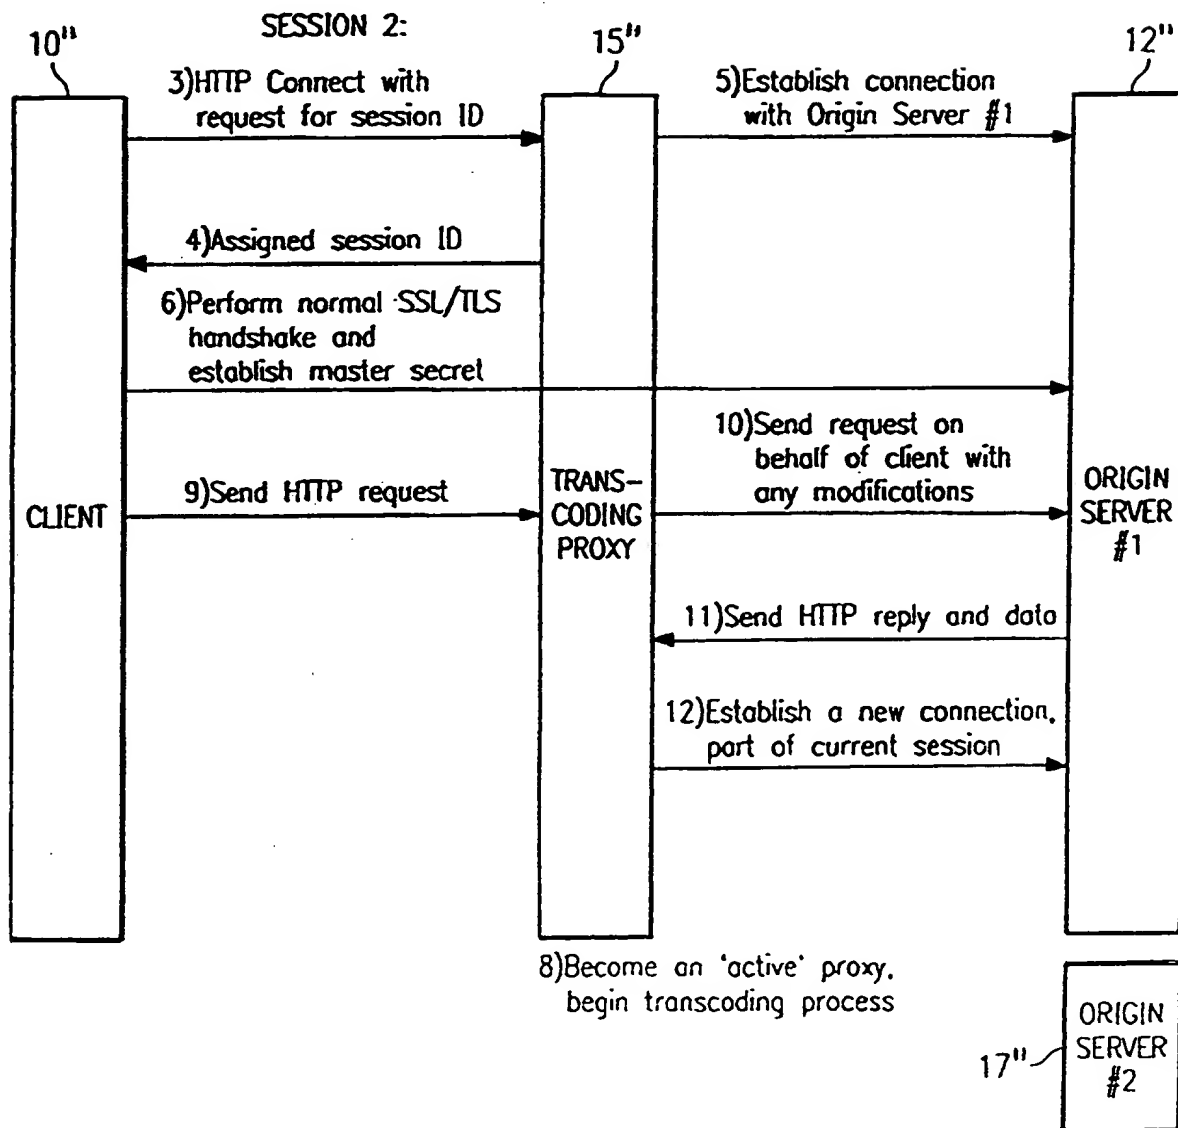 SESSION 2:
10"
15"
12"
3)HTTP Connect with
request for session ID
5)Establish connection
with Origin Server #1
4)Assigned session ID
6)Perform normal SSL/TLS
handshake and
establish master secret
10)Send request on
behalf of client with
any modifications
9)Send HTTP request
CLIENT
TRANS-
CODING
PROXY
ORIGIN
SERVER
#1
11)Send HTTP reply and data
12)Establish a new connection,
part of current session
8)Become an 'active' proxy,
begin transcoding process
17"
ORIGIN
SERVER
#2